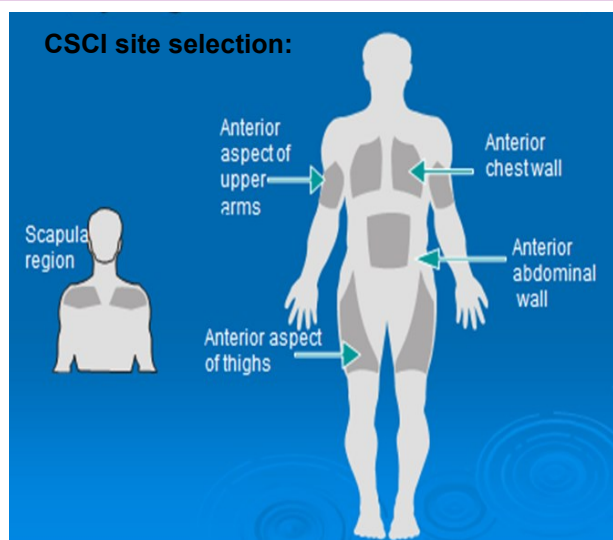 CSCI site selection:
Anterior
aspect of
upper
arms
Anterior
chest wall
Scapula
region
Anterior
abdominal
wall
Anterior aspect
of thighs